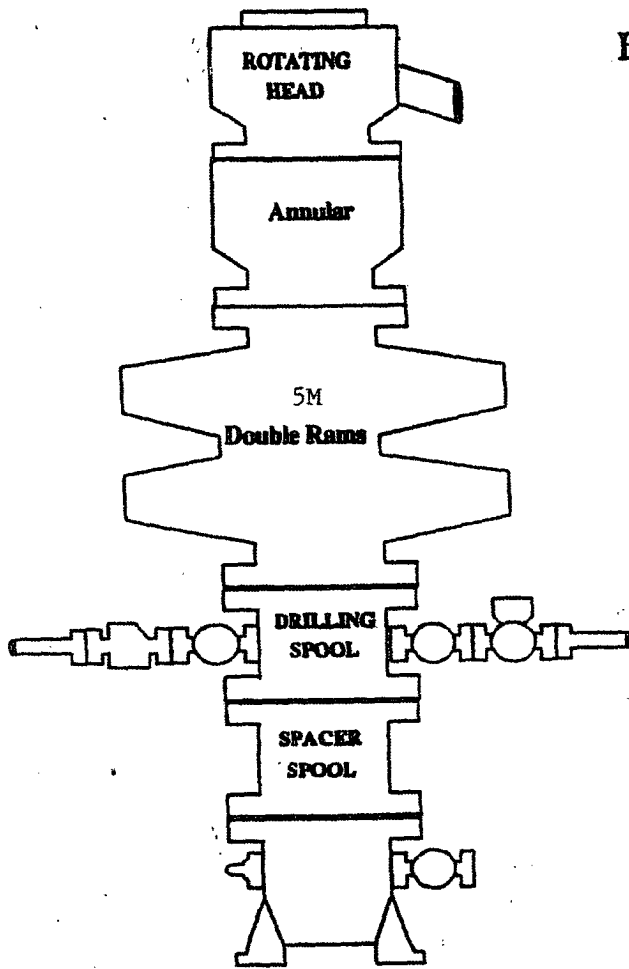 ROTATING
HEAD
Annular
5M
Double Rams
DRILLING
SPOOL
SPACER
SPOOL